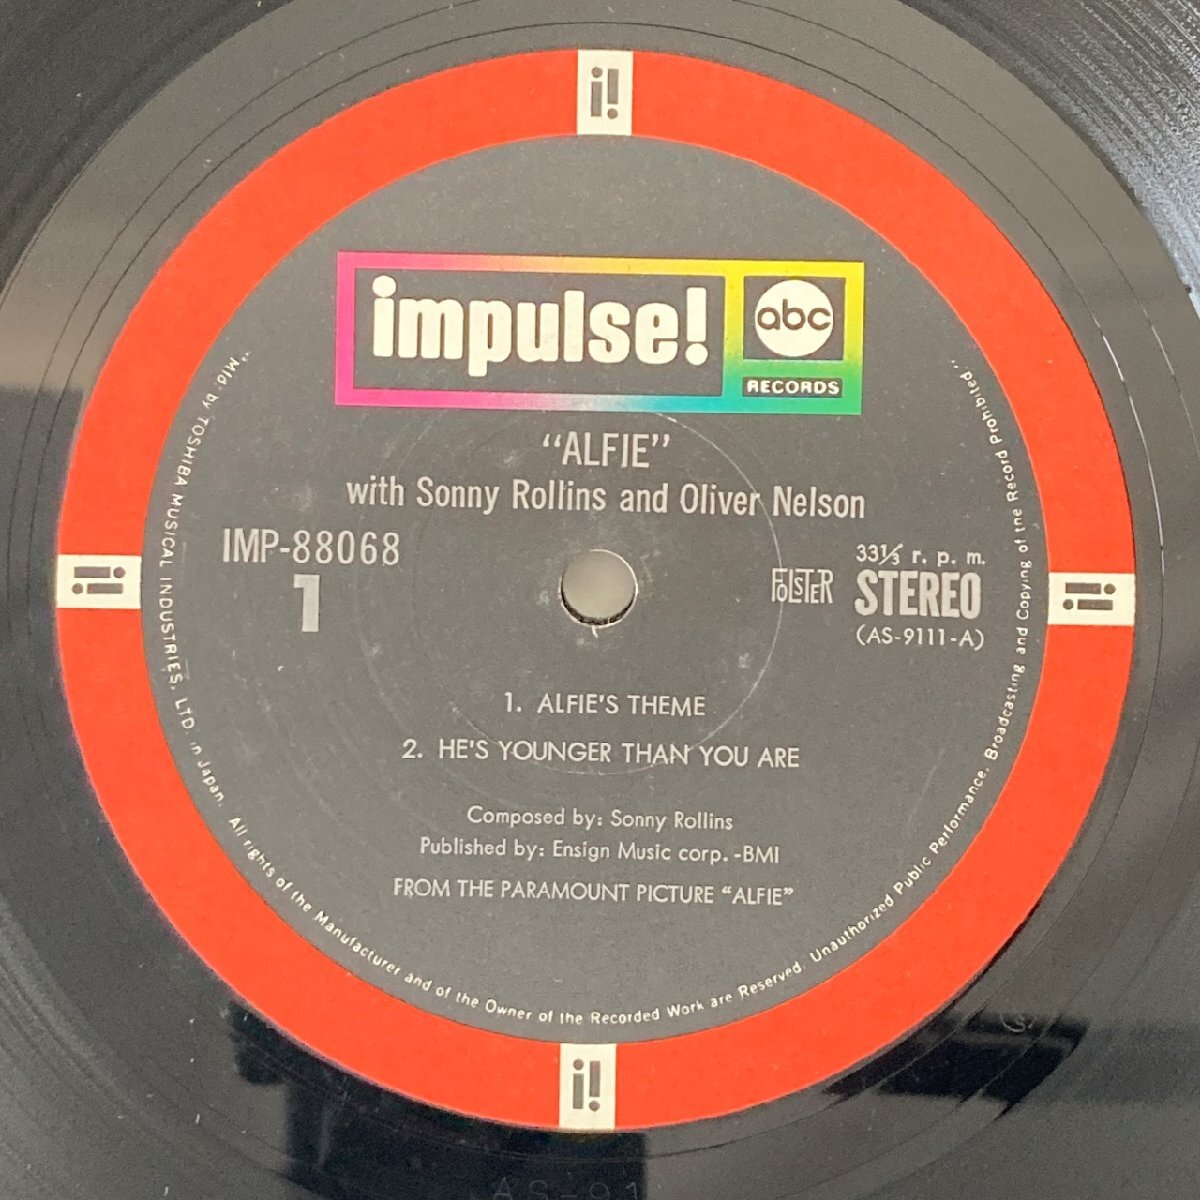 i!
impulse!
abc
RECORDS
“ALFIE”
with Sonny Rollins and Oliver Nelson
IMP-88068
1
33⅓ r. p. m.
FOLSTER
STEREO
(AS-9111-A)
i!
i!
1. ALFIE'S THEME
2. HE'S YOUNGER THAN YOU ARE
Composed by: Sonny Rollins
Published by: Ensign Music corp. -BMI
FROM THE PARAMOUNT PICTURE “ALFIE”
"Mfd. by TOSHIBA MUSICAL INDUSTRIES, LTD. in Japan. All rights of the Manufacturer and of the Owner of the Recorded Work are Reserved. Unauthorized Public Performance, Broadcasting and Copying of the Record Prohibited."
i!
AS-91